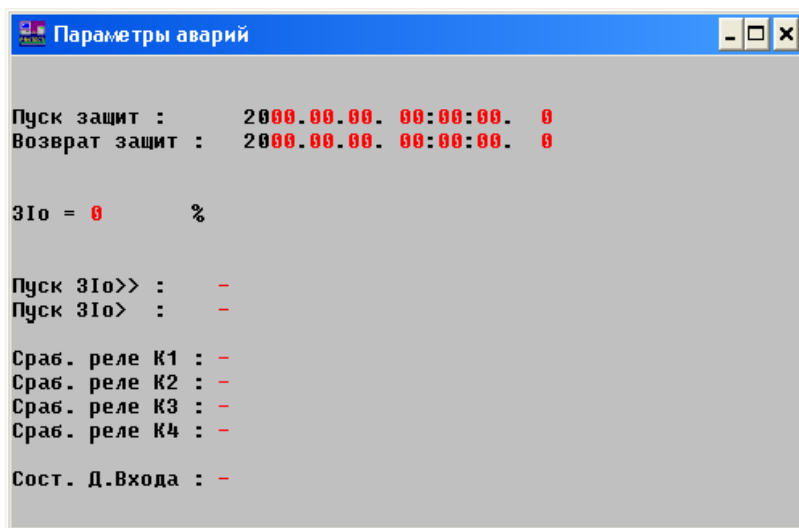 Параметры аварий
Пуск защит : 2000.00.00. 00:00:00. 0
Возврат защит : 2000.00.00. 00:00:00. 0
3Io = 0 %
Пуск 3Io>> : -
Пуск 3Io> : -
Сраб. реле К1 : -
Сраб. реле К2 : -
Сраб. реле К3 : -
Сраб. реле К4 : -
Сост. Д.Входа : -